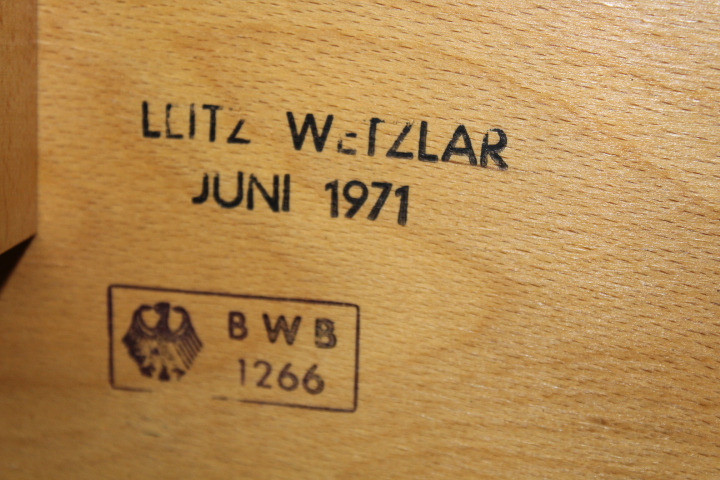 LEITZ WETZLAR
JUNI 1971
BWB
1266